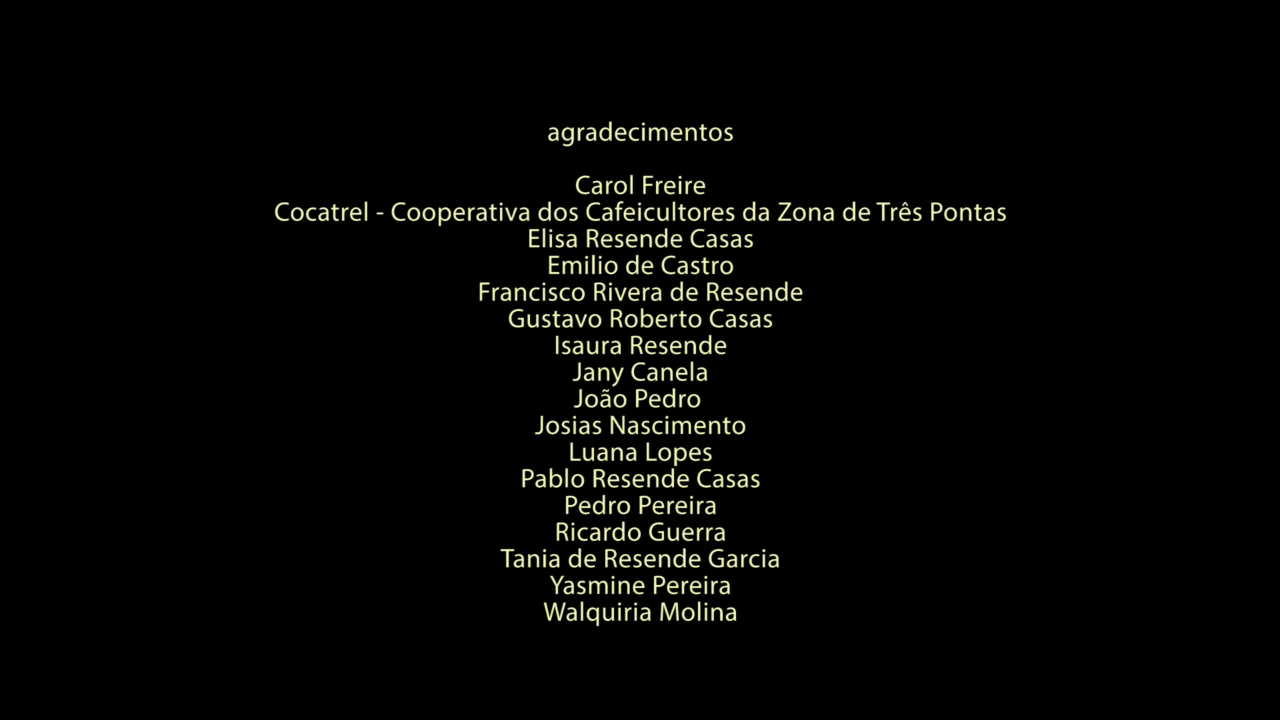 agradecimentos
Carol Freire
Cocatrel - Cooperativa dos Cafeicultores da Zona de Três Pontas
Elisa Resende Casas
Emilio de Castro
Francisco Rivera de Resende
Gustavo Roberto Casas
Isaura Resende
Jany Canela
João Pedro
Josias Nascimento
Luana Lopes
Pablo Resende Casas
Pedro Pereira
Ricardo Guerra
Tania de Resende Garcia
Yasmine Pereira
Walquiria Molina